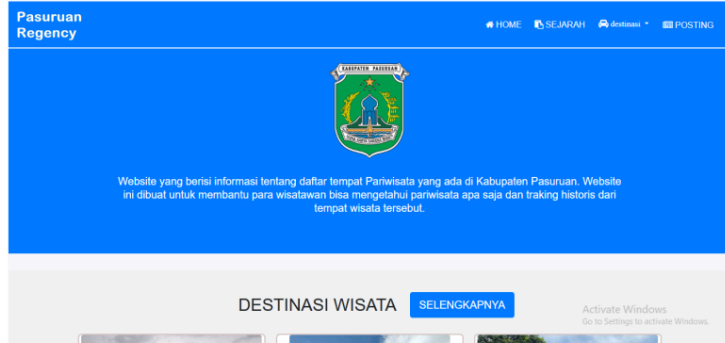 Pasuruan
Regency
HOME SEJARAH destinasi POSTING
KABUPATEN PASURUAN
Website yang berisi informasi tentang daftar tempat Pariwisata yang ada di Kabupaten Pasuruan. Website
ini dibuat untuk membantu para wisatawan bisa mengetahui pariwisata apa saja dan traking historis dari
tempat wisata tersebut.
DESTINASI WISATA SELENGKAPNYA
Activate Windows
Go to Settings to activate Windows.